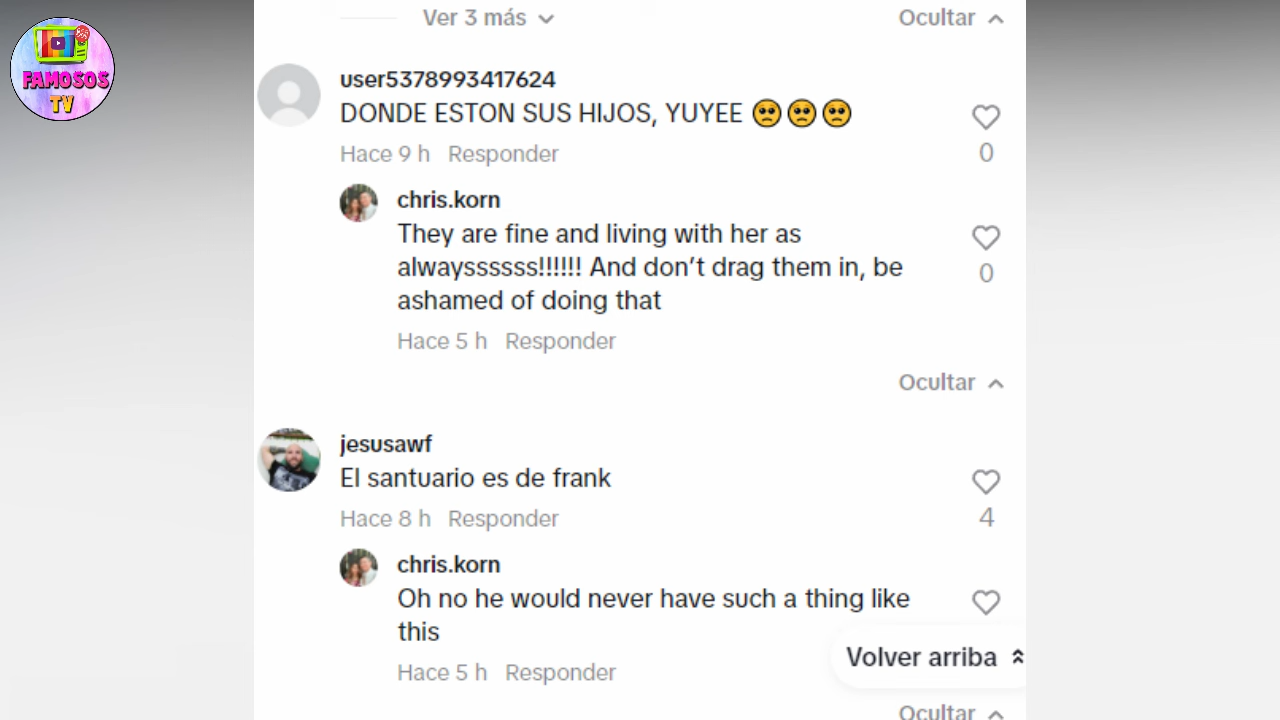 FAMOSOS
TV
Ver 3 más
Ocultar
user5378993417624
DONDE ESTON SUS HIJOS, YUYEE 🥺🥺🥺
0
Hace 9 h Responder
chris.korn
They are fine and living with her as
alwayssssss!!!!!! And don’t drag them in, be
ashamed of doing that
0
Hace 5 h Responder
Ocultar
jesusawf
El santuario es de frank
Hace 8 h Responder
4
chris.korn
Oh no he would never have such a thing like
this
Volver arriba
Hace 5 h Responder
Ocultar